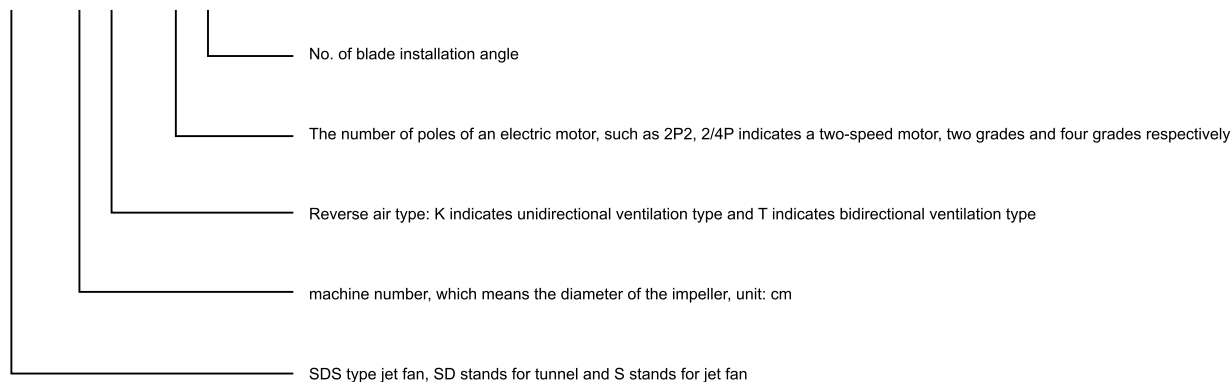 No. of blade installation angle
The number of poles of an electric motor, such as 2P2, 2/4P indicates a two-speed motor, two grades and four grades respectively
Reverse air type: K indicates unidirectional ventilation type and T indicates bidirectional ventilation type
machine number, which means the diameter of the impeller, unit: cm
SDS type jet fan, SD stands for tunnel and S stands for jet fan